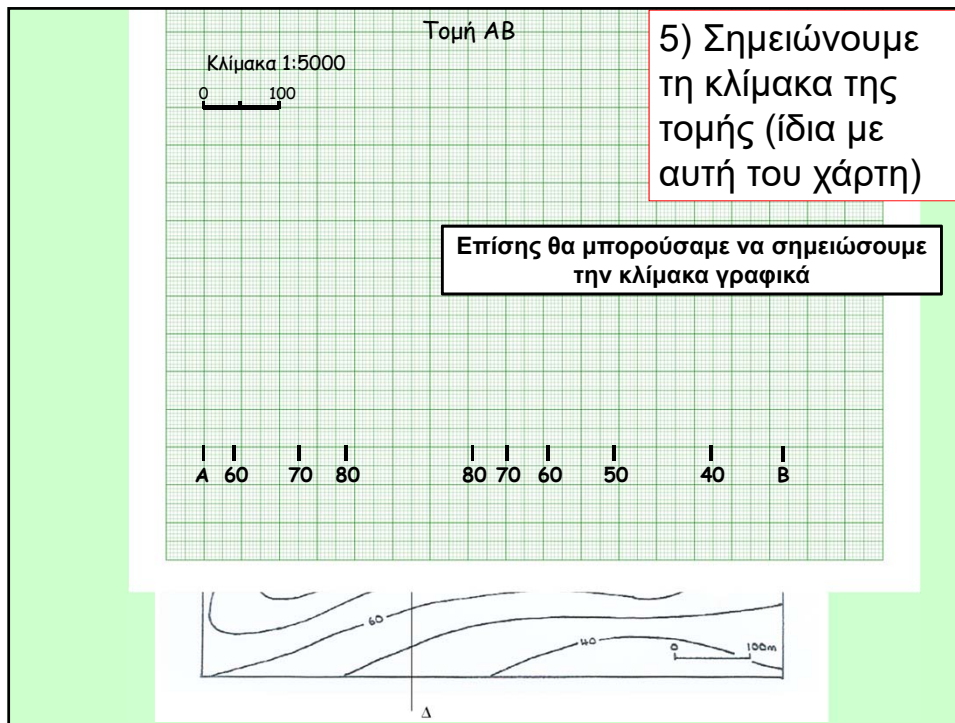 Τομή ΑΒ
Κλίμακα 1:5000
0 100
5) Σημειώνουμε
τη κλίμακα της
τομής (ίδια με
αυτή του χάρτη)
Επίσης θα μπορούσαμε να σημειώσουμε
την κλίμακα γραφικά
Α 60 70 80 80 70 60 50 40 Β
60
40
0 100m
Δ